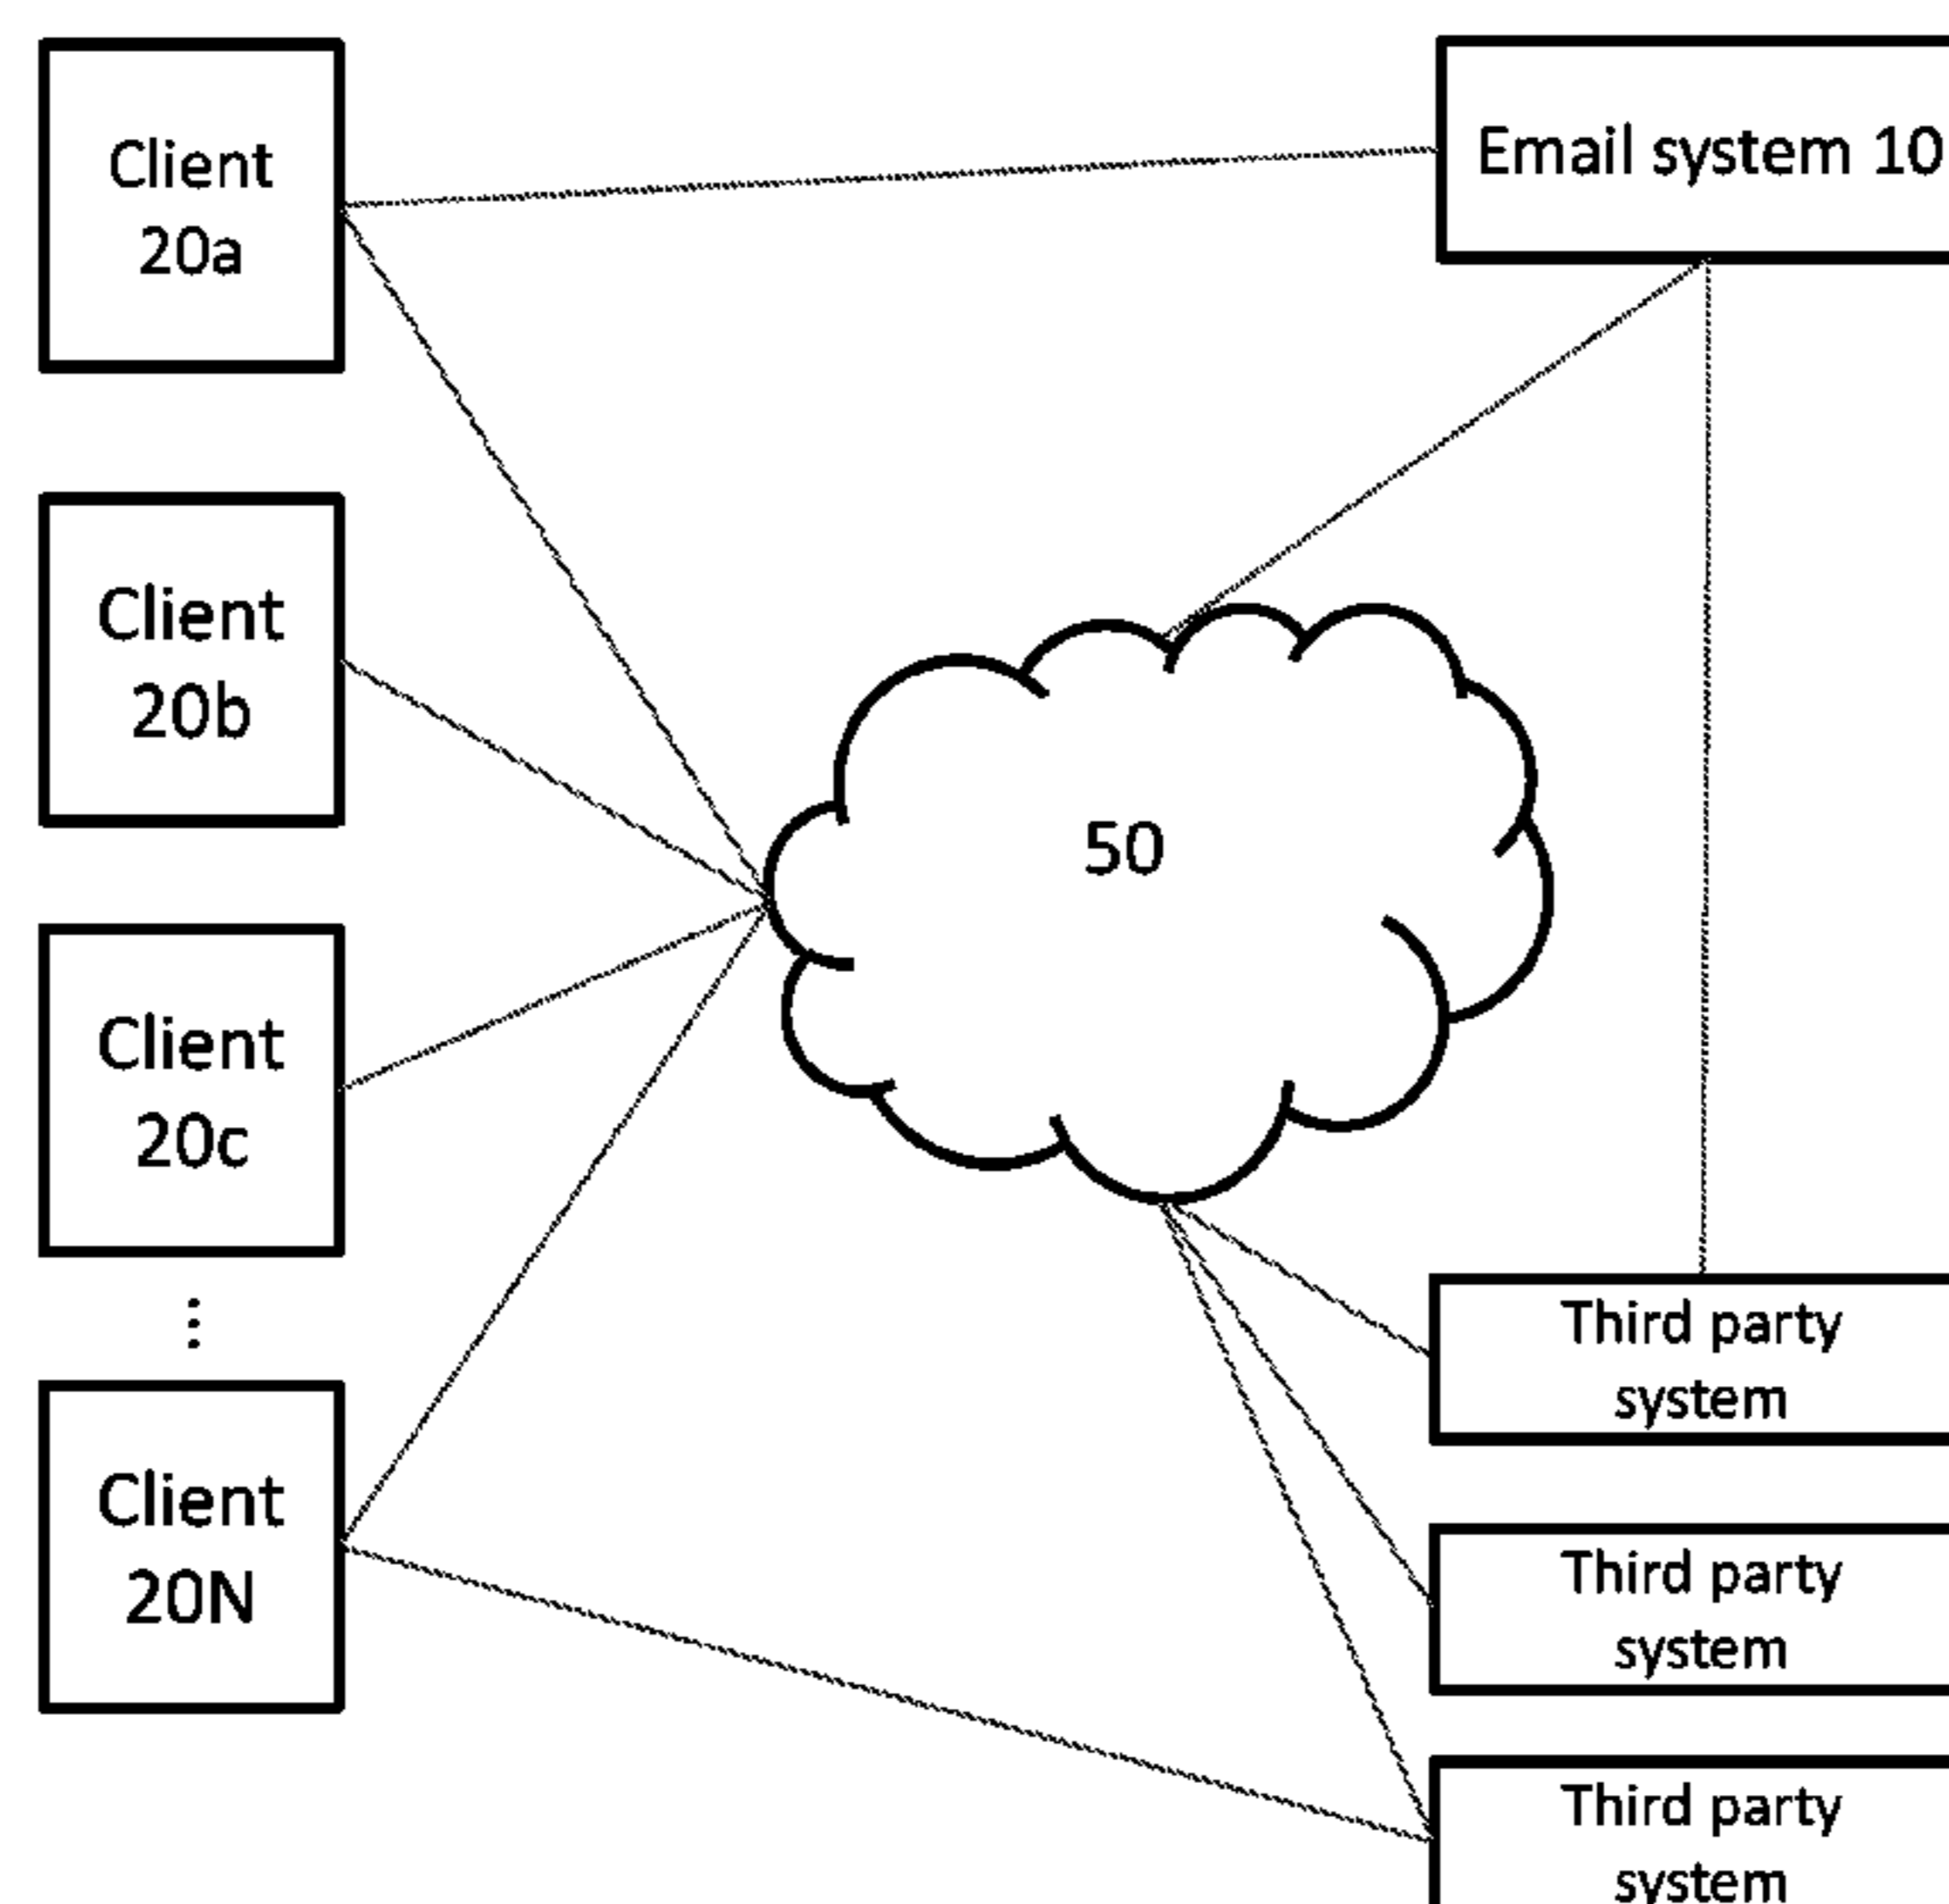 Client
20a
Email system 10
Client
20b
50
Client
20c
Third party
system
Client
20N
Third party
system
Third party
system